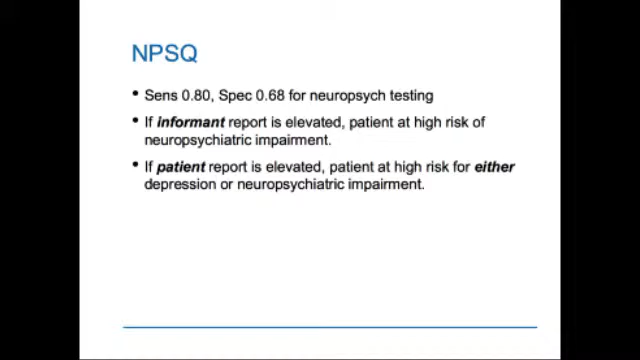 NPSQ
• Sens 0.80, Spec 0.68 for neuropsych testing
• If informant report is elevated, patient at high risk of
neuropsychiatric impairment.
• If patient report is elevated, patient at high risk for either
depression or neuropsychiatric impairment.